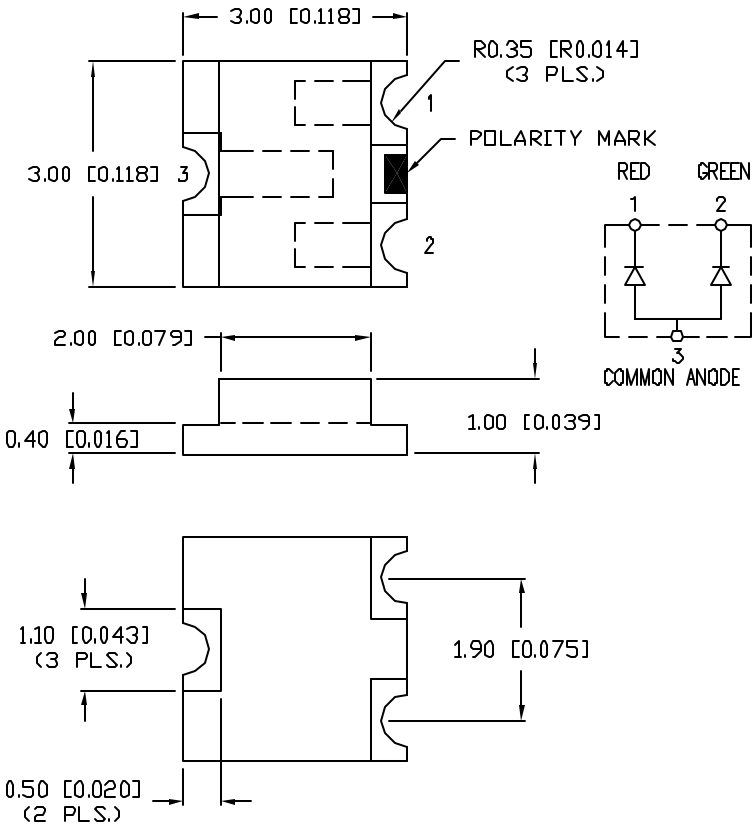 3.00 [0.118]
R0.35 [R0.014]
(3 PLS.)
1
POLARITY MARK
3.00 [0.118]
3
RED
GREEN
1
2
2
3
COMMON ANODE
2.00 [0.079]
1.00 [0.039]
0.40 [0.016]
1.10 [0.043]
(3 PLS.)
1.90 [0.075]
0.50 [0.020]
(2 PLS.)